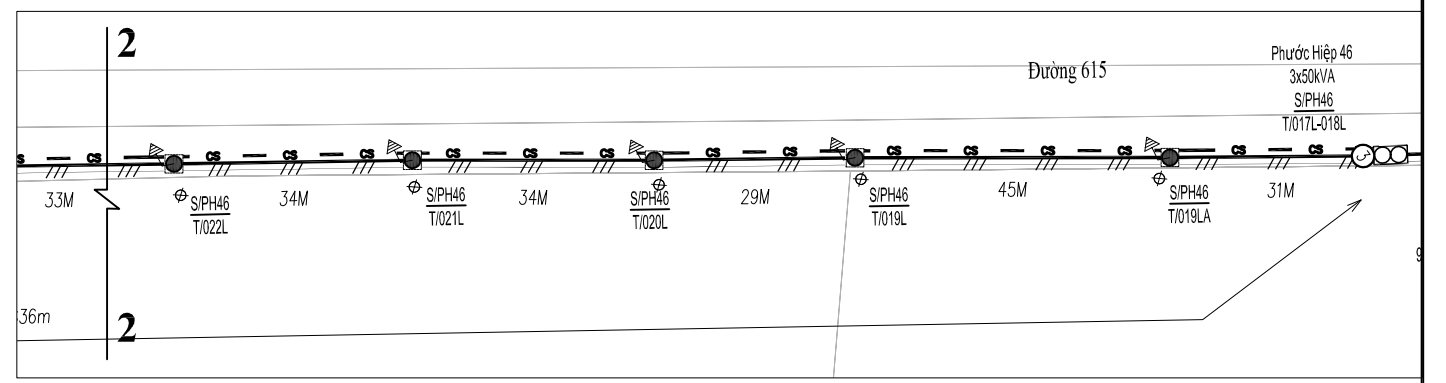 2
Đường 615
Phước Hiệp 46
3x50kVA
S/PH46
T/017L-018L
S CS CS CS CS CS CS CS CS CS CS CS CS CS CS
33M
S/PH46
T/022L
34M
S/PH46
T/021L
34M
S/PH46
T/020L
29M
S/PH46
T/019L
45M
S/PH46
T/019LA
31M
36m
2
9